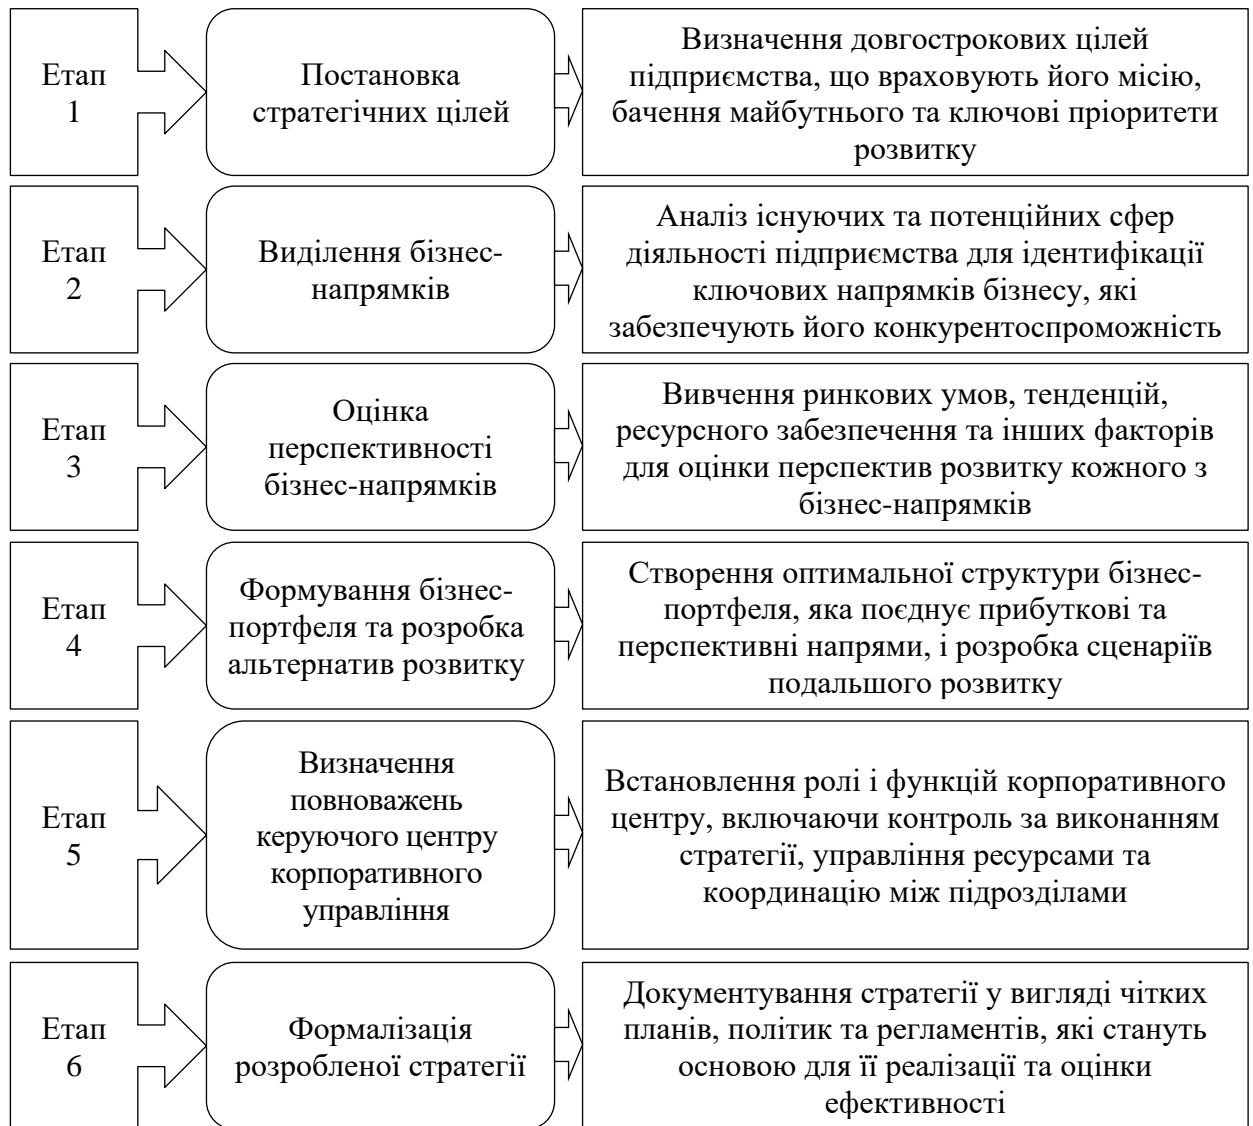 Етап
1
Постановка
стратегічних цілей
Визначення довгострокових цілей
підприємства, що враховують його місію,
бачення майбутнього та ключові пріоритети
розвитку
Етап
2
Виділення бізнес-
напрямків
Аналіз існуючих та потенційних сфер
діяльності підприємства для ідентифікації
ключових напрямків бізнесу, які
забезпечують його конкурентоспроможність
Етап
3
Оцінка
перспективності
бізнес-напрямків
Вивчення ринкових умов, тенденцій,
ресурсного забезпечення та інших факторів
для оцінки перспектив розвитку кожного з
бізнес-напрямків
Етап
4
Формування бізнес-
портфеля та розробка
альтернатив розвитку
Створення оптимальної структури бізнес-
портфеля, яка поєднує прибуткові та
перспективні напрями, і розробка сценаріїв
подальшого розвитку
Етап
5
Визначення
повноважень
керуючого центру
корпоративного
управління
Встановлення ролі і функцій корпоративного
центру, включаючи контроль за виконанням
стратегії, управління ресурсами та
координацію між підрозділами
Етап
6
Формалізація
розробленої стратегії
Документування стратегії у вигляді чітких
планів, політик та регламентів, які стануть
основою для її реалізації та оцінки
ефективності